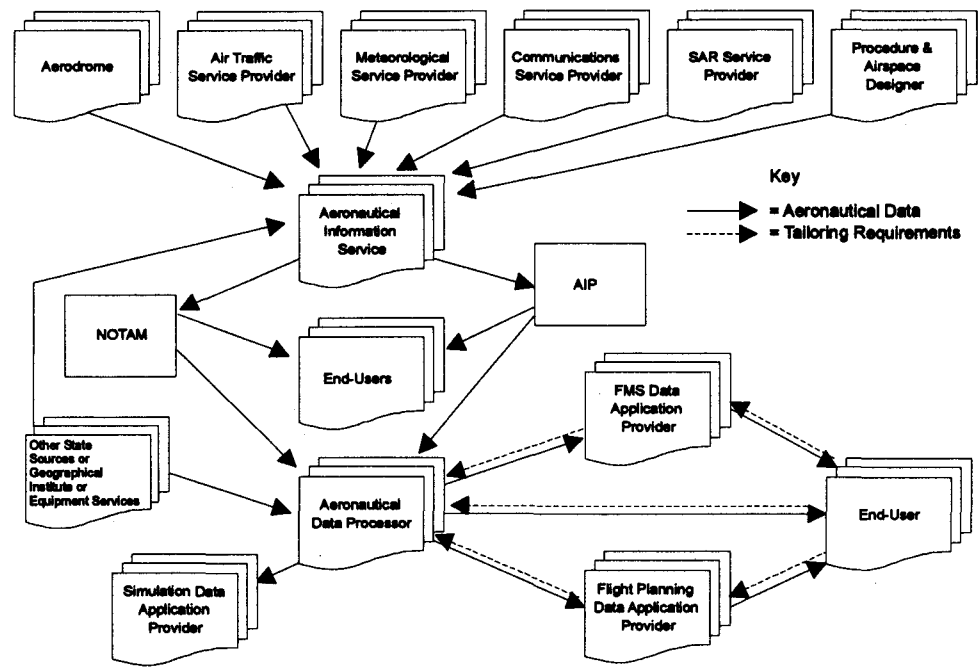 Aerodrome
Air Traffic
Service Provider
Meteorological
Service Provider
Communications
Service Provider
SAR Service
Provider
Procedure &
Airspace
Designer
Key
= Aeronautical Data
= Tailoring Requirements
Aeronautical
Information
Service
AIP
NOTAM
End-Users
FMS Data
Application
Provider
Other State
Sources or
Geographical
Institute or
Equipment Services
Aeronautical
Data Processor
End-User
Simulation Data
Application
Provider
Flight Planning
Data Application
Provider